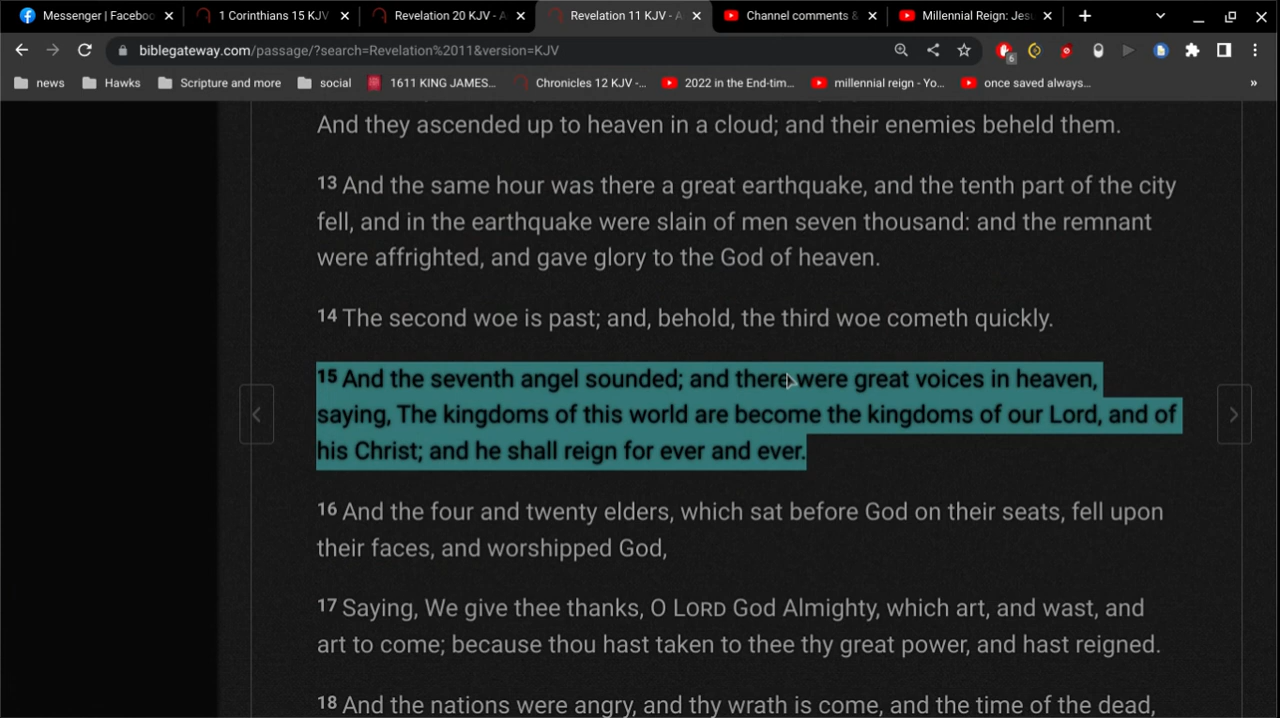 Messenger | Faceboo
1 Corinthians 15 KJV -
Revelation 20 KJV - A
Revelation 11 KJV - A
Channel comments &
Millennial Reign: Jesu
biblegateway.com/passage/?search=Revelation%2011&version=KJV
6
news
Hawks
Scripture and more
social
1611 KING JAMES...
Chronicles 12 KJV -...
2022 in the End-tim...
millennial reign - Yo...
once saved always...
»
And they ascended up to heaven in a cloud; and their enemies beheld them.
13 And the same hour was there a great earthquake, and the tenth part of the city
fell, and in the earthquake were slain of men seven thousand: and the remnant
were affrighted, and gave glory to the God of heaven.
14 The second woe is past; and, behold, the third woe cometh quickly.
15 And the seventh angel sounded; and there were great voices in heaven,
saying, The kingdoms of this world are become the kingdoms of our Lord, and of
his Christ; and he shall reign for ever and ever.
16 And the four and twenty elders, which sat before God on their seats, fell upon
their faces, and worshipped God,
17 Saying, We give thee thanks, O LORD God Almighty, which art, and wast, and
art to come; because thou hast taken to thee thy great power, and hast reigned.
18 And the nations were angry, and thy wrath is come, and the time of the dead,